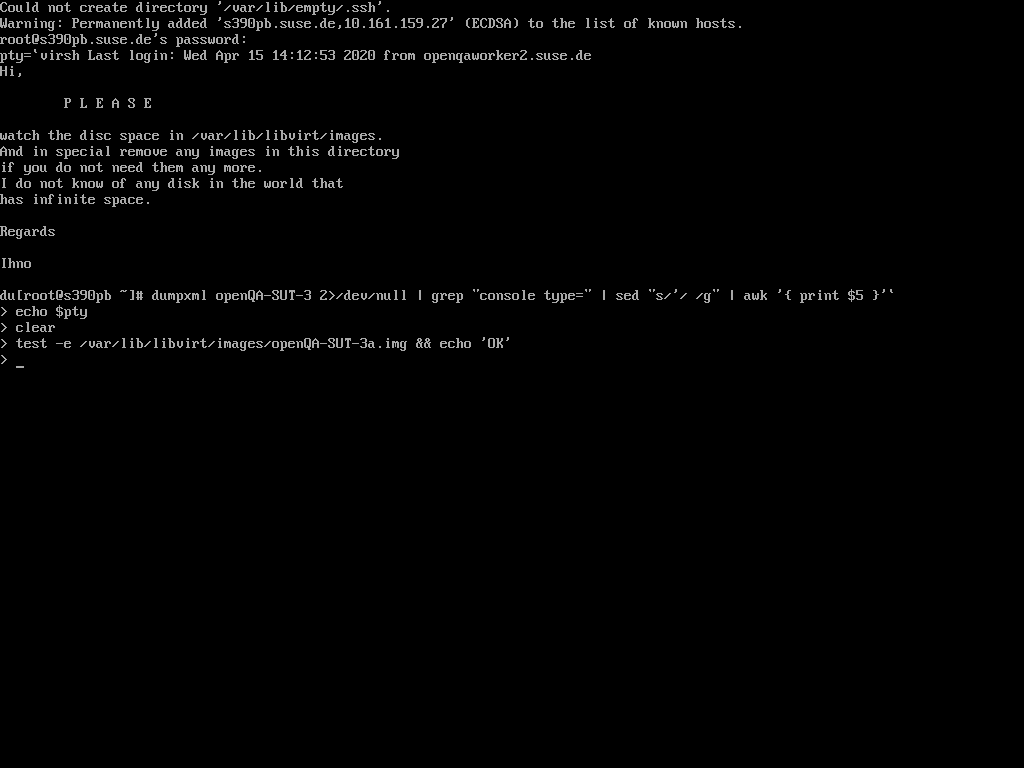 Could not create directory '/var/lib/empty/.ssh'.
Warning: Permanently added 's390pb.suse.de,10.161.159.27' (ECDSA) to the list of known hosts.
root@s390pb.suse.de's password:
pty=`virsh Last login: Wed Apr 15 14:12:53 2020 from openqaworker2.suse.de
Hi,
P L E A S E
watch the disc space in /var/lib/libvirt/images.
And in special remove any images in this directory
if you do not need them any more.
I do not know of any disk in the world that
has infinite space.
Regards
Ihno
du[root@s390pb ~]# dumpxml openQA-SUT-3 2>/dev/null | grep "console type=" | sed "s/'/ /g" | awk '{ print $5 }'`
> echo $pty
> clear
> test -e /var/lib/libvirt/images/openQA-SUT-3a.img && echo 'OK'
> _